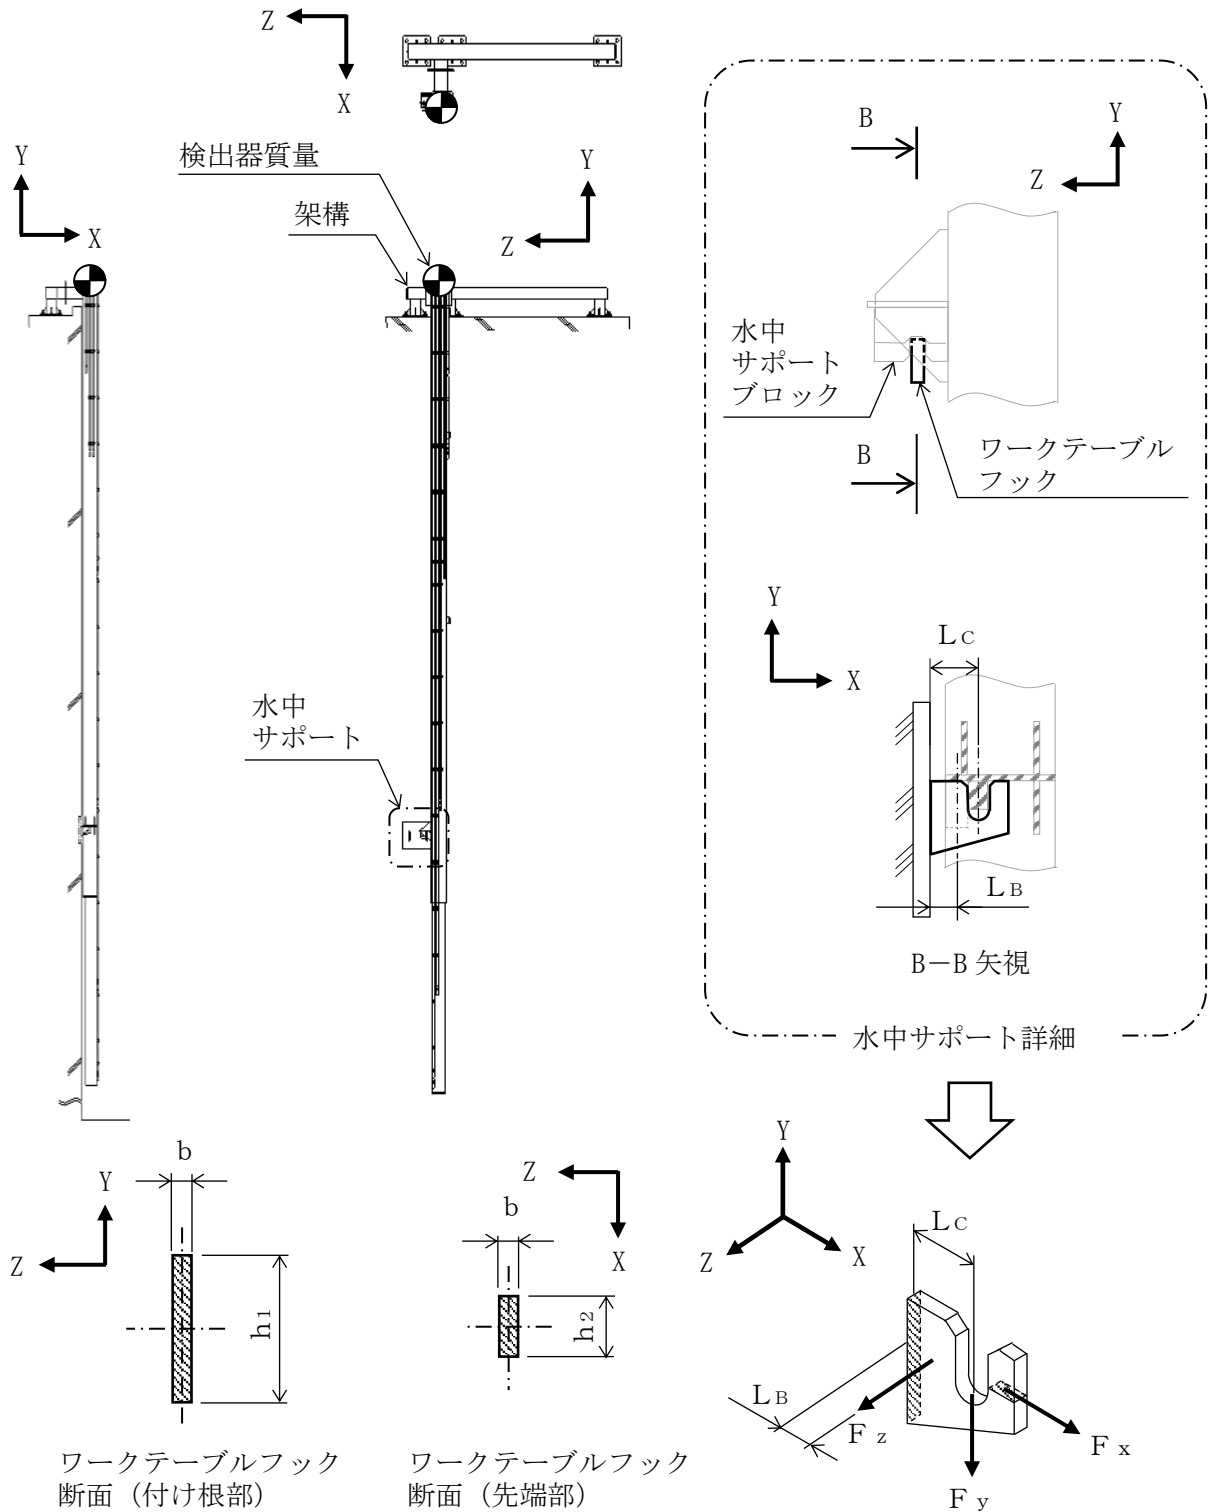 Z
X
検出器質量
架構
Y
X
Y
Z
水中
サポート
B
Y
Z
水中
サポート
ブロック
B
ワークテーブル
フック
Y
X
LC
LB
B－B 矢視
水中サポート詳細
b
Y
Z
h1
ワークテーブルフック
断面（付け根部）
Z
X
b
h2
ワークテーブルフック
断面（先端部）
Y
Z
X
LC
LB
Fz
Fx
Fy